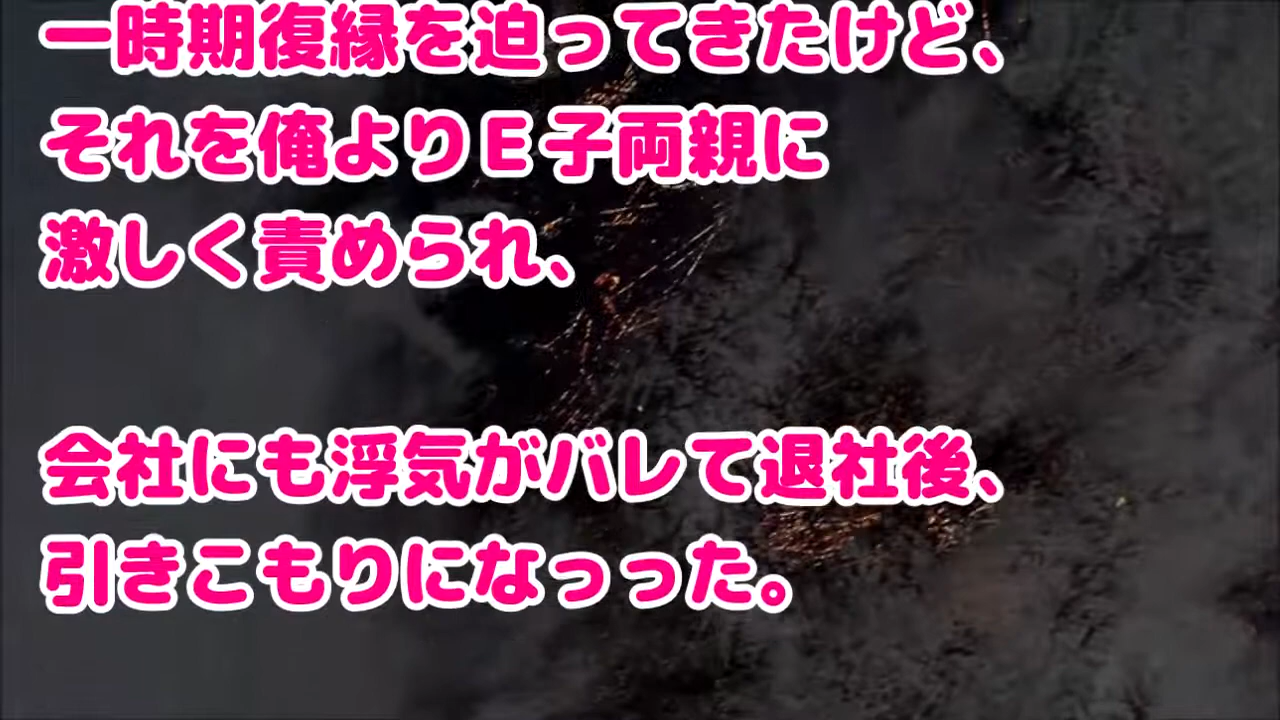 一時期復縁を迫ってきたけど、
それを俺よりＥ子両親に
激しく責められ、
会社にも浮気がバレて退社後、
引きこもりになっった。